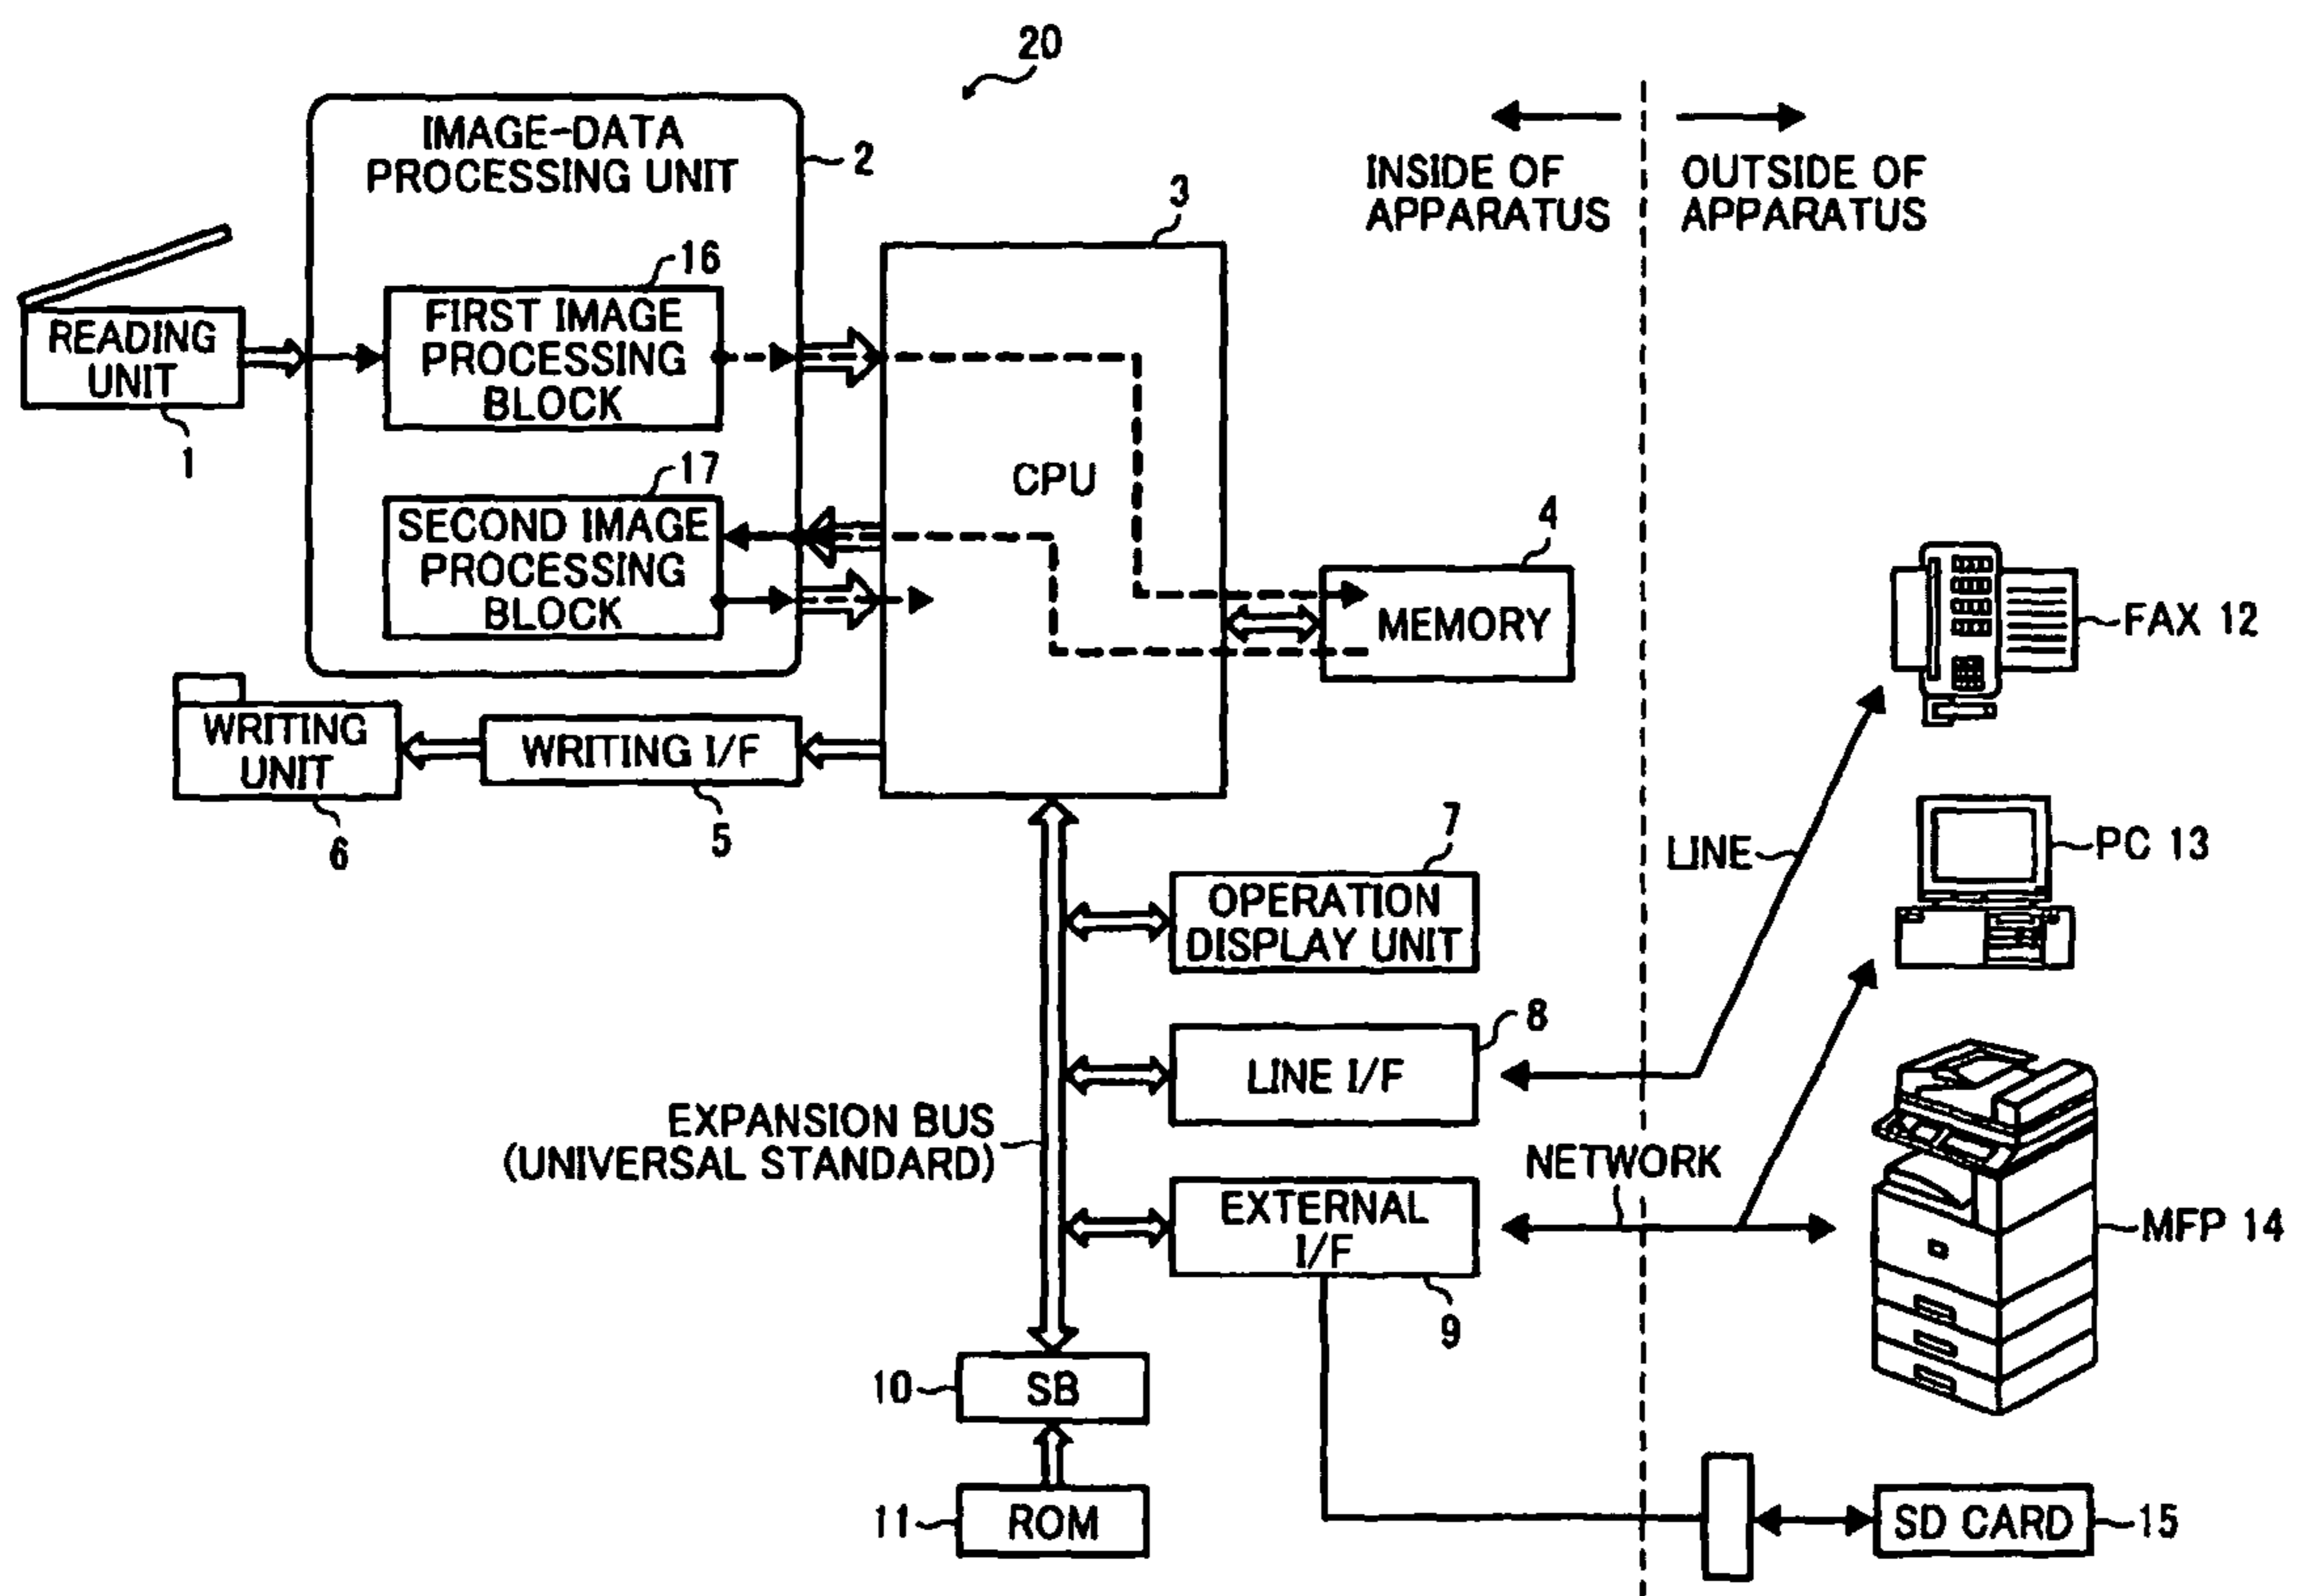 20
IMAGE-DATA
PROCESSING UNIT
2
INSIDE OF
APPARATUS
OUTSIDE OF
APPARATUS
3
16
READING
UNIT
1
FIRST IMAGE
PROCESSING
BLOCK
CPU
17
SECOND IMAGE
PROCESSING
BLOCK
4
MEMORY
FAX 12
WRITING
UNIT
6
WRITING I/F
5
7
OPERATION
DISPLAY UNIT
LINE
PC 13
8
LINE I/F
EXPANSION BUS
(UNIVERSAL STANDARD)
NETWORK
EXTERNAL
I/F
9
MFP 14
10
SB
11
ROM
SD CARD
15